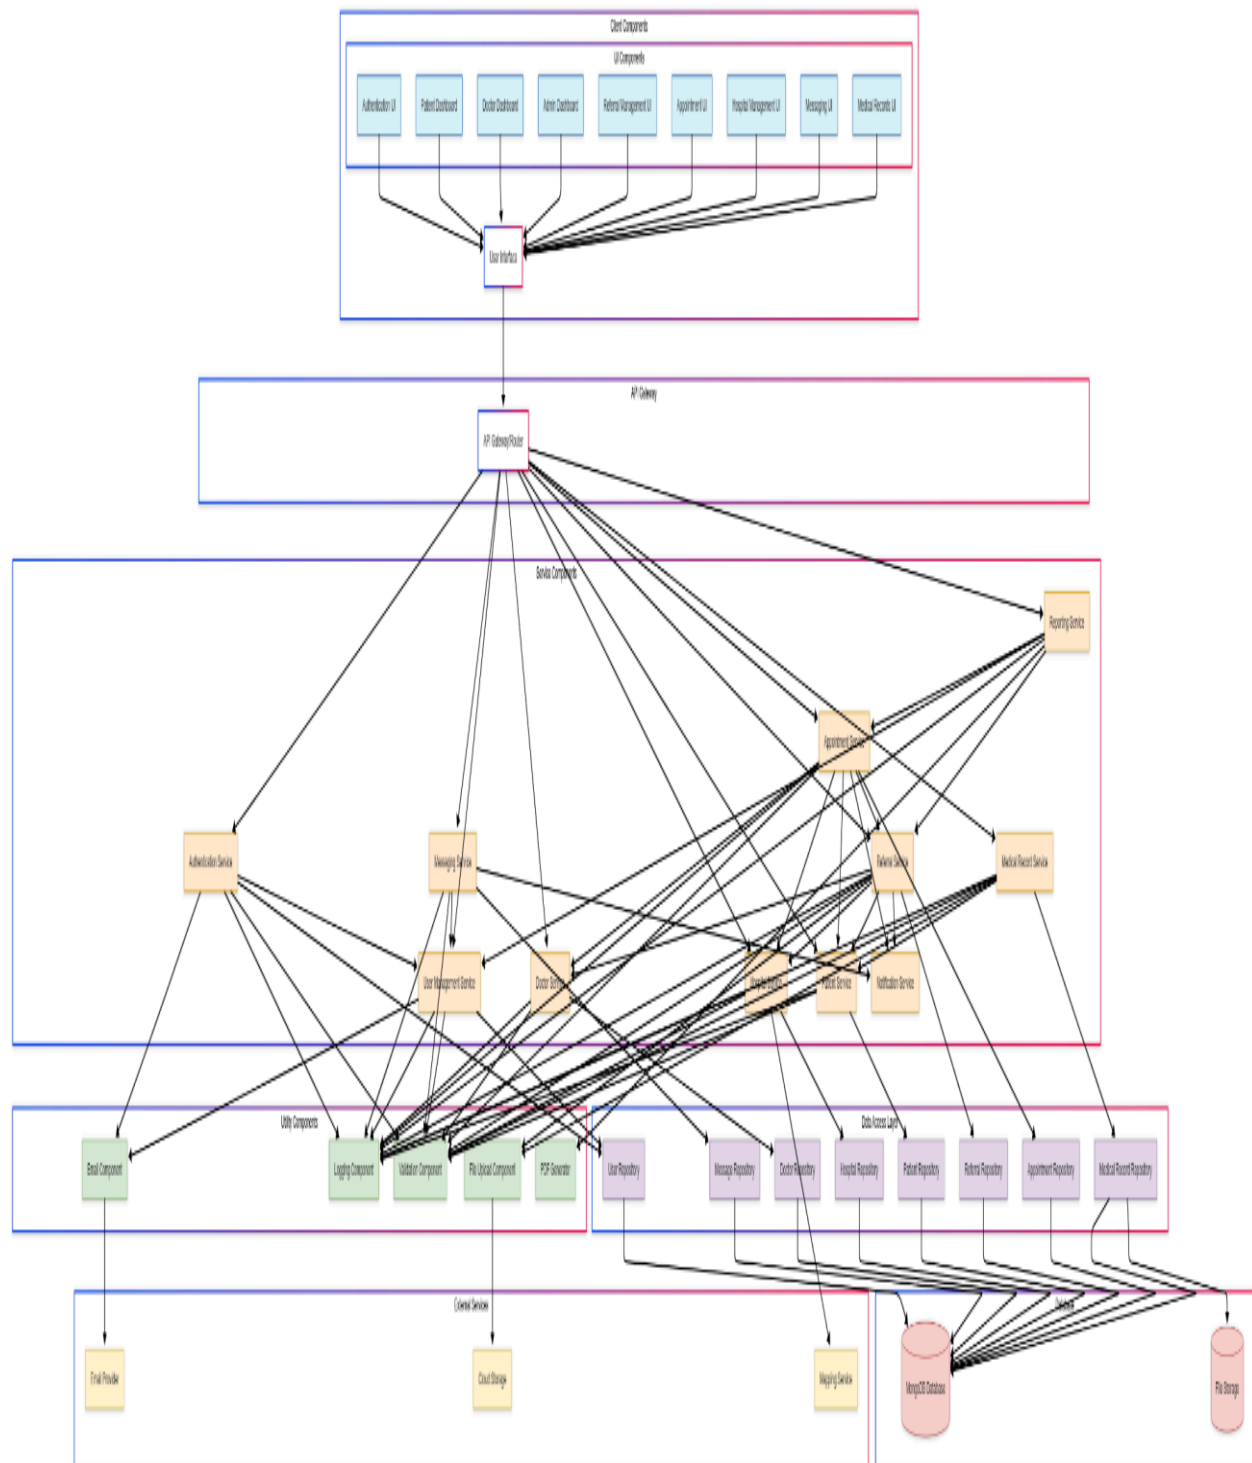 Client Components
UI Components
Authentication UI
Patient Dashboard
Doctor Dashboard
Admin Dashboard
Referral Management UI
Appointment UI
Hospital Management UI
Messaging UI
Medical Records UI
User Interface
API Gateway
API Gateway/Router
Service Components
Reporting Service
Appointment Service
Authentication Service
Messaging Service
Referral Service
Medical Record Service
User Management Service
Doctor Service
Hospital Service
Patient Service
Notification Service
Utility Components
Data Access Layer
Email Component
Logging Component
Validation Component
File Upload Component
PDF Generator
User Repository
Message Repository
Doctor Repository
Hospital Repository
Patient Repository
Referral Repository
Appointment Repository
Medical Record Repository
External Services
Database
Email Provider
Cloud Storage
Mapping Service
MongoDB Database
File Storage